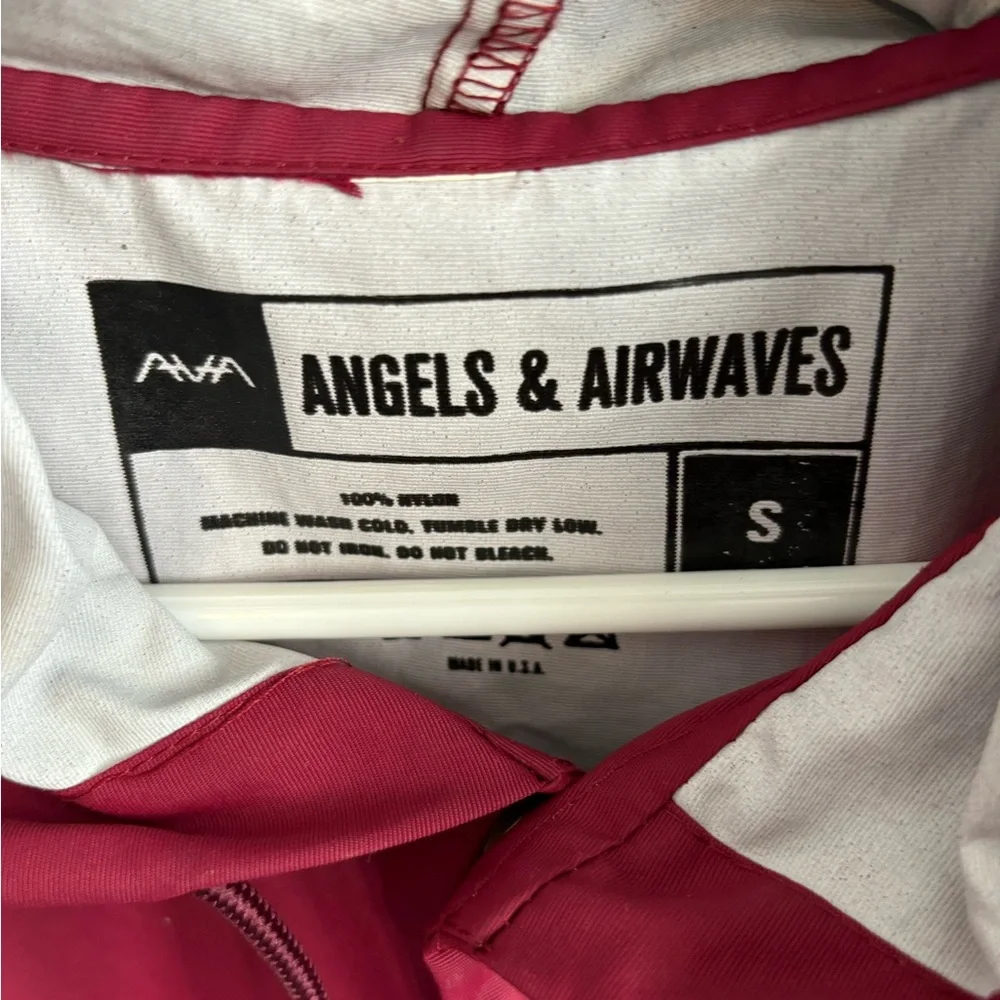 AVA
ANGELS & AIRWAVES
100% NYLON
MACHINE WASH COLD. TUMBLE DRY LOW.
DO NOT IRON. DO NOT BLEACH.
S
MADE IN U.S.A.